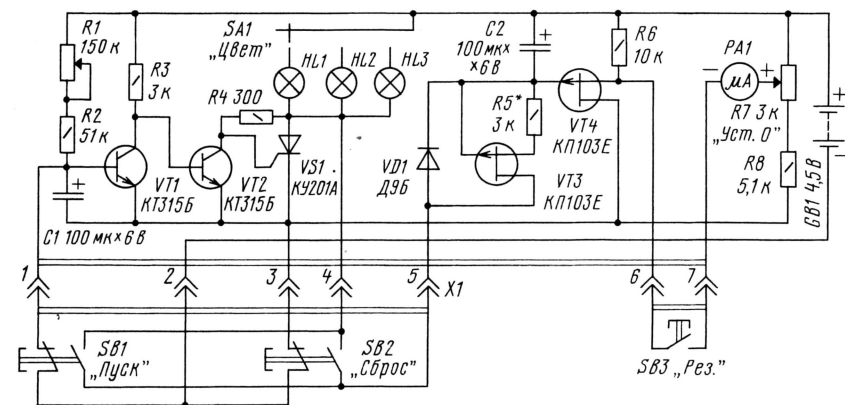 R1
150 к
R2
51к
R3
3 к
SA1
„Цвет"
HL1
HL2
HL3
R4 300
C2
100 мк×
×6 В
R6
10 к
PA1
−
μA
+
R7 3 к
„Уст. 0"
R8
5,1 к
+
−
GB1 4,5 В
+
VT1
КТ315Б
VT2
КТ315Б
VS1
КУ201А
VD1
Д9Б
R5*
3 к
VT4
КП103Е
VT3
КП103Е
C1 100 мк×6 В
1
2
3
4
5
X1
6
7
SB1
„Пуск"
SB2
„Сброс"
SB3 „Рез."